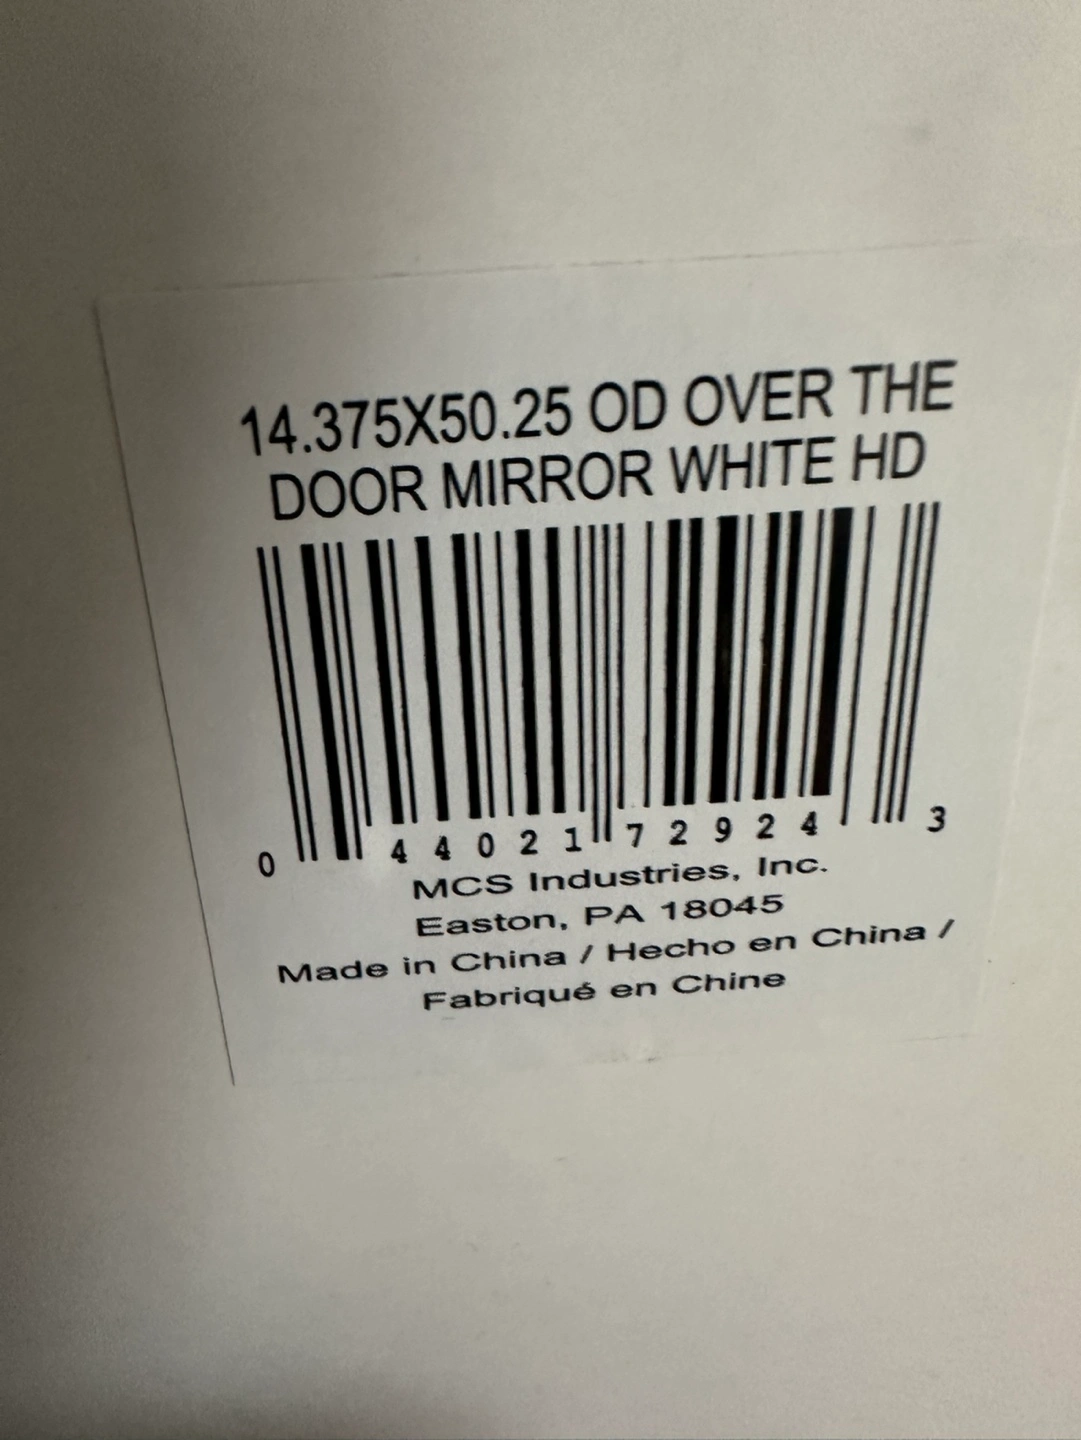 14.375X50.25 OD OVER THE
DOOR MIRROR WHITE HD
0 44021 72924 3
MCS Industries, Inc.
Easton, PA 18045
Made in China / Hecho en China /
Fabriqué en Chine